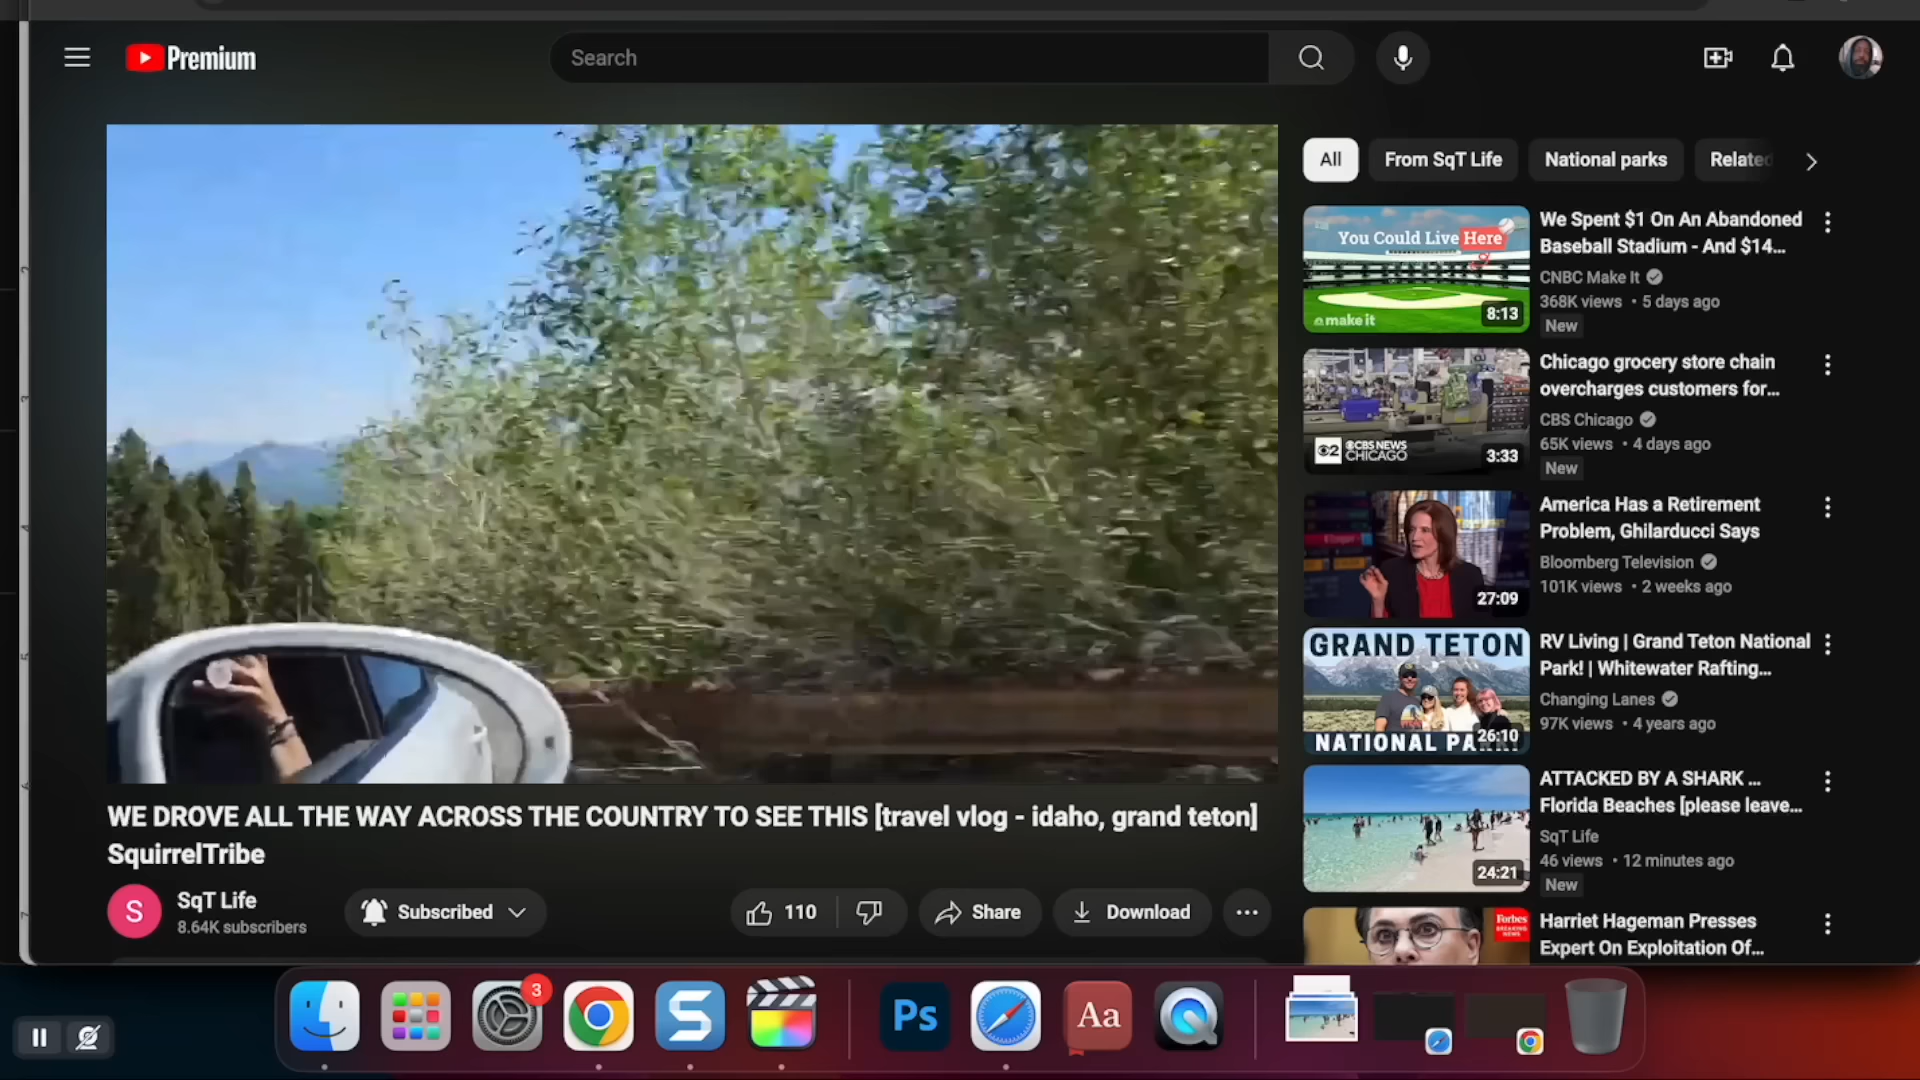 Premium
Search
All
From SqT Life
National parks
Related
You Could Live Here
make it
8:13
We Spent $1 On An Abandoned
Baseball Stadium - And $14...
CNBC Make It
368K views • 5 days ago
New
CBS NEWS
CHICAGO
3:33
Chicago grocery store chain
overcharges customers for...
CBS Chicago
65K views • 4 days ago
New
27:09
America Has a Retirement
Problem, Ghilarducci Says
Bloomberg Television
101K views • 2 weeks ago
GRAND TETON
NATIONAL PARK
26:10
RV Living | Grand Teton National
Park! | Whitewater Rafting...
Changing Lanes
97K views • 4 years ago
24:21
ATTACKED BY A SHARK ...
Florida Beaches [please leave...
SqT Life
46 views • 12 minutes ago
New
Forbes
BREAKING
NEWS
Harriet Hageman Presses
Expert On Exploitation Of...
WE DROVE ALL THE WAY ACROSS THE COUNTRY TO SEE THIS [travel vlog - idaho, grand teton]
SquirrelTribe
S
SqT Life
8.64K subscribers
Subscribed
110
Share
Download
3
S
Ps
Aa